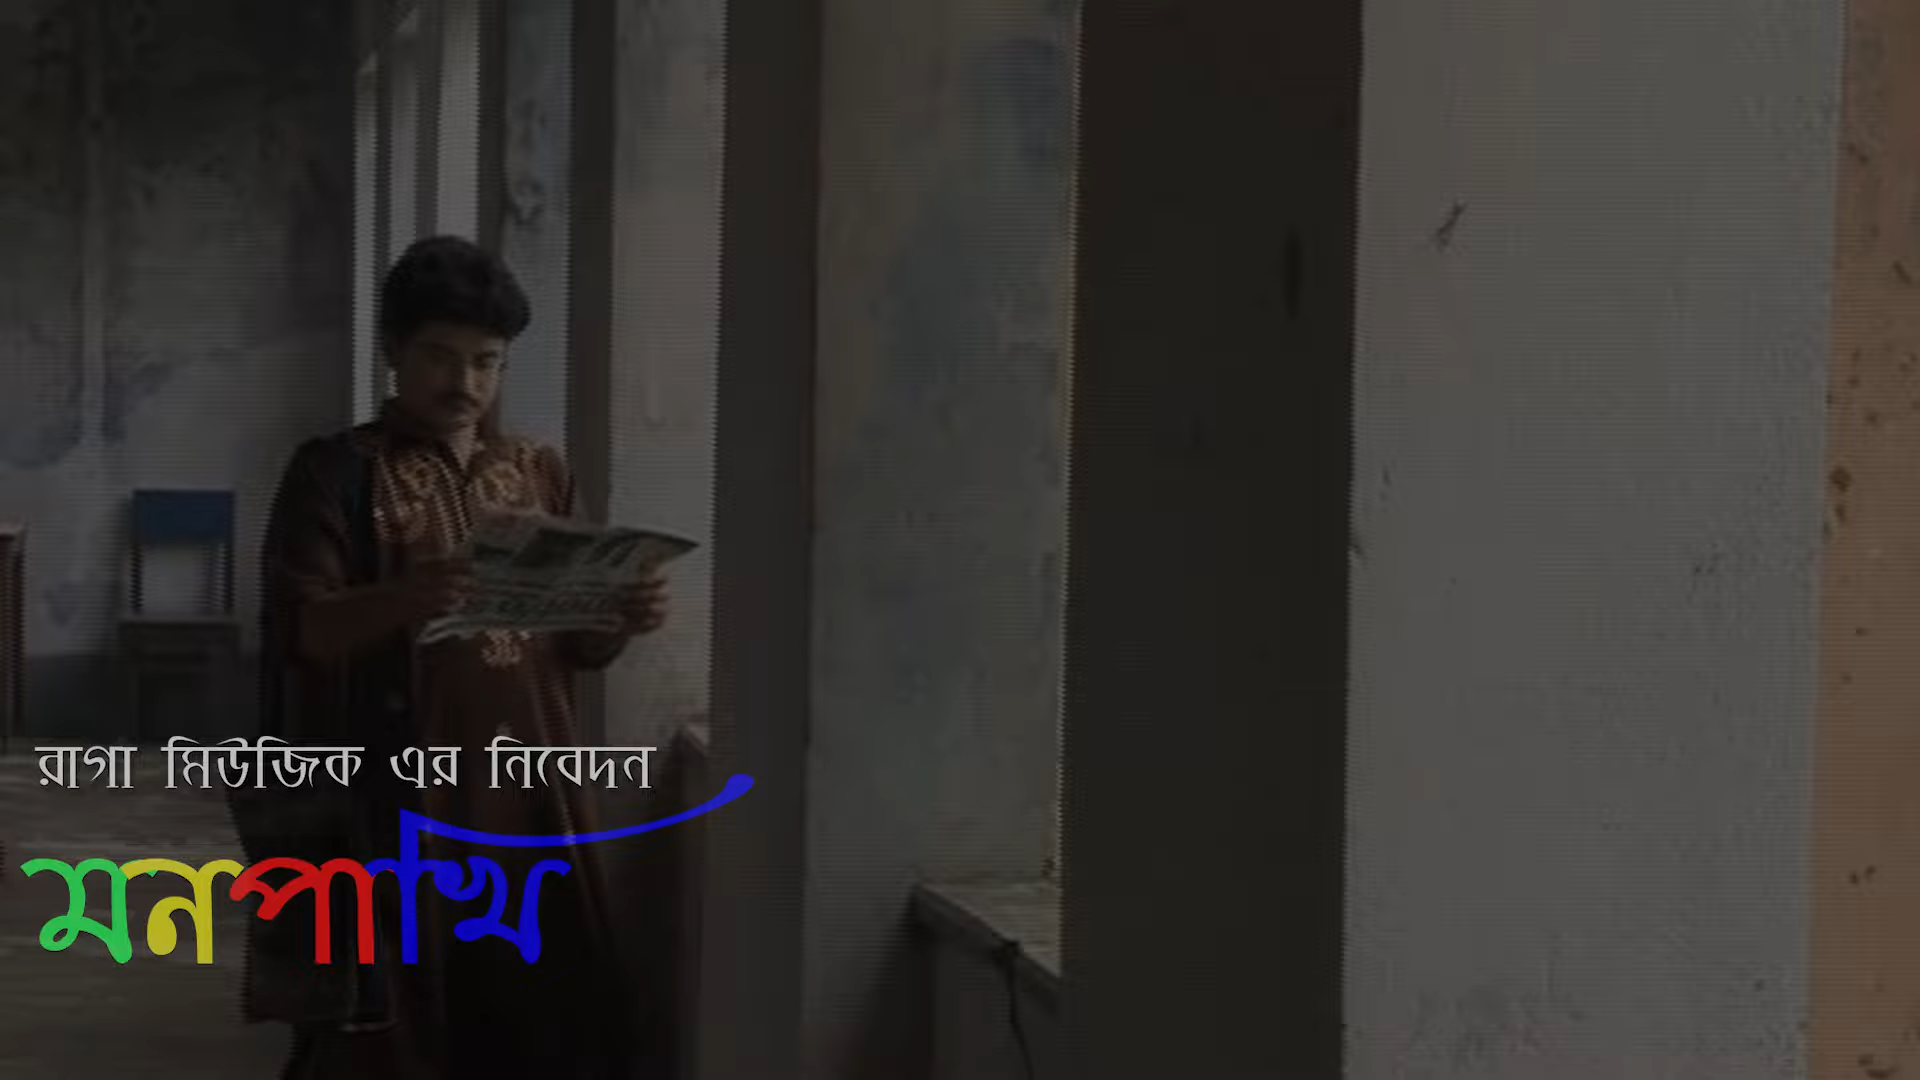 রাগা মিউজিক এর নিবেদন
মনপাখি